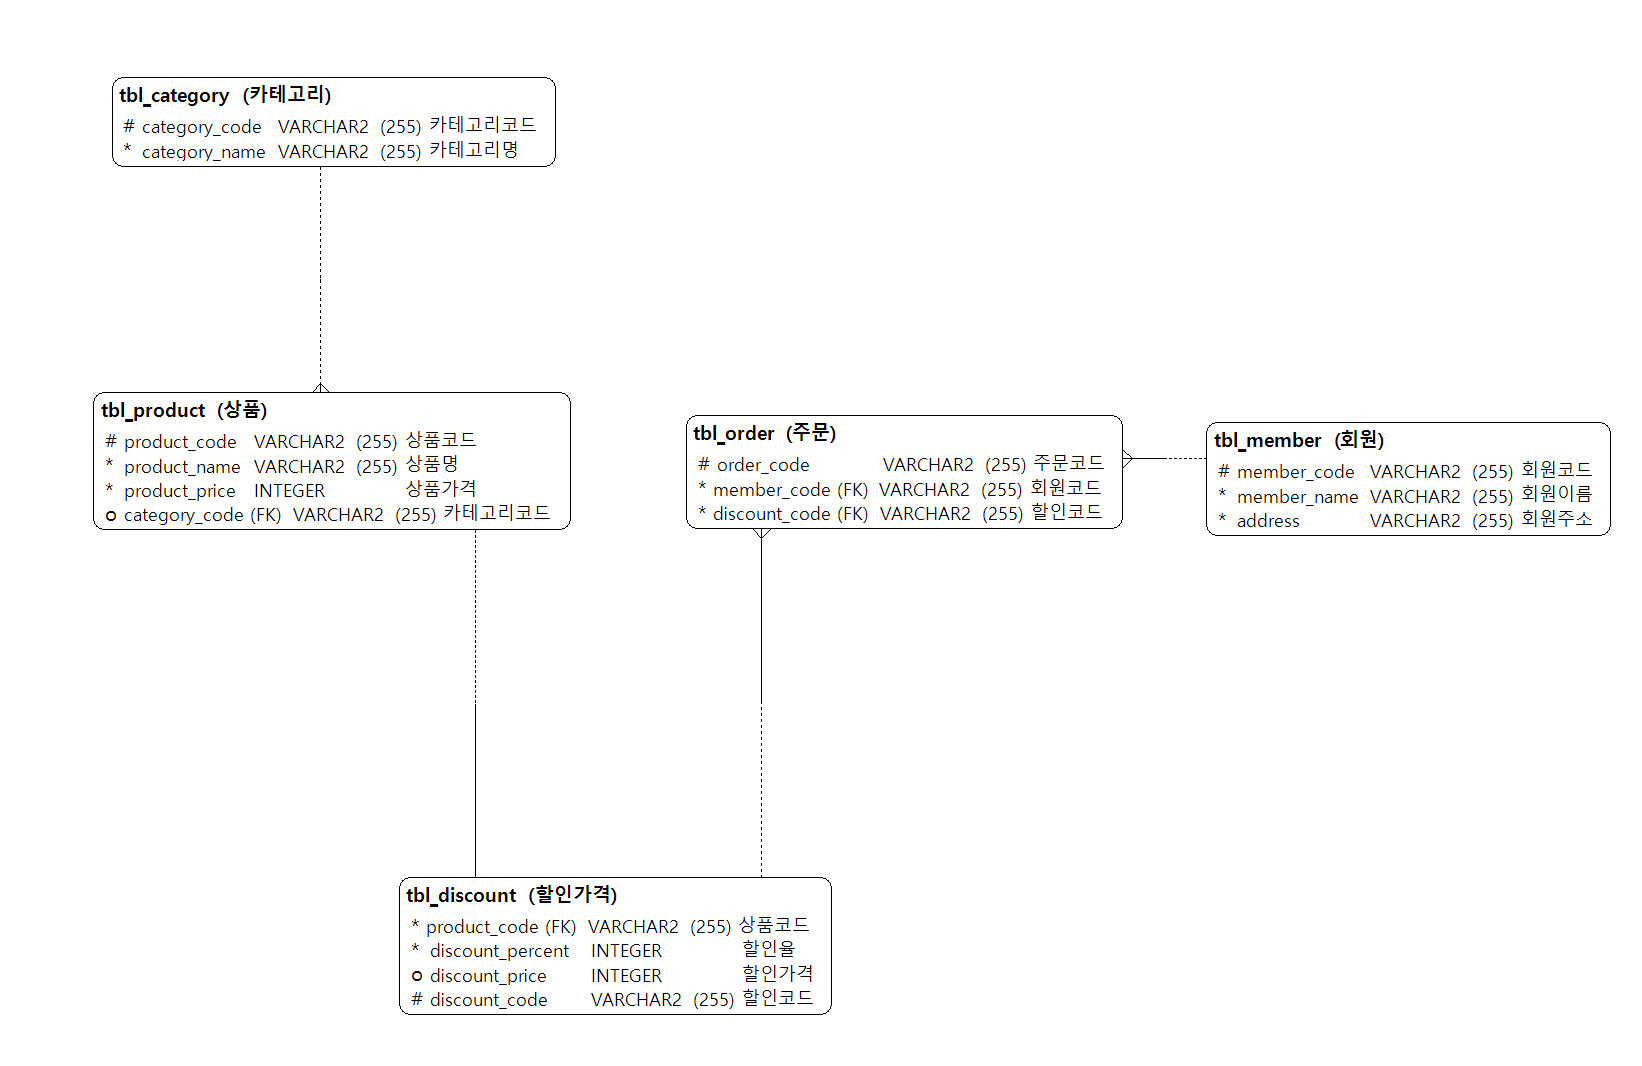 tbl_category (카테고리)
# category_code VARCHAR2 (255) 카테고리코드
* category_name VARCHAR2 (255) 카테고리명
tbl_product (상품)
# product_code VARCHAR2 (255) 상품코드
* product_name VARCHAR2 (255) 상품명
* product_price INTEGER 상품가격
o category_code (FK) VARCHAR2 (255) 카테고리코드
tbl_order (주문)
# order_code VARCHAR2 (255) 주문코드
* member_code (FK) VARCHAR2 (255) 회원코드
* discount_code (FK) VARCHAR2 (255) 할인코드
tbl_member (회원)
# member_code VARCHAR2 (255) 회원코드
* member_name VARCHAR2 (255) 회원이름
* address VARCHAR2 (255) 회원주소
tbl_discount (할인가격)
* product_code (FK) VARCHAR2 (255) 상품코드
* discount_percent INTEGER 할인율
o discount_price INTEGER 할인가격
# discount_code VARCHAR2 (255) 할인코드